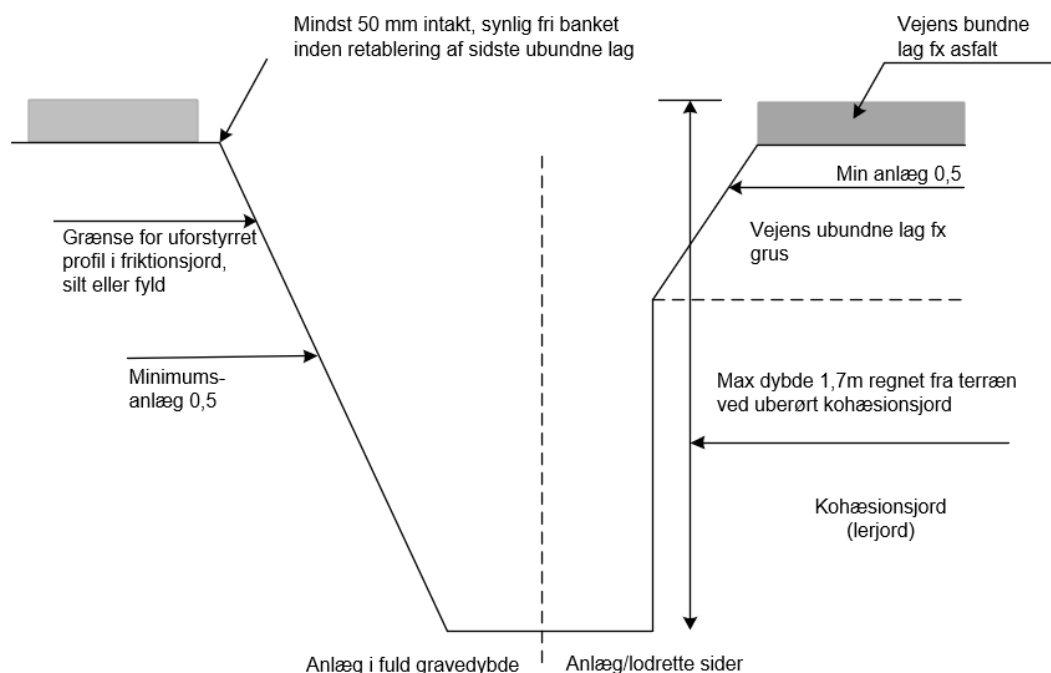 Mindst 50 mm intakt, synlig fri banket
inden retablering af sidste ubundne lag
Vejens bundne
lag fx asfalt
Min anlæg 0,5
Grænse for uforstyrret
profil i friktionsjord,
silt eller fyld
Vejens ubundne lag fx
grus
Minimums-
anlæg 0,5
Max dybde 1,7m regnet fra terræn
ved uberørt kohæsionsjord
Kohæsionsjord
(lerjord)
Anlæg i fuld gravedybde
Anlæg/lodrette sider